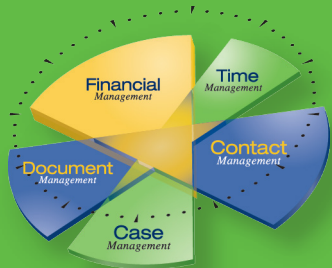 Financial
Management
Time
Management
Contact
Management
Document
Management
Case
Management